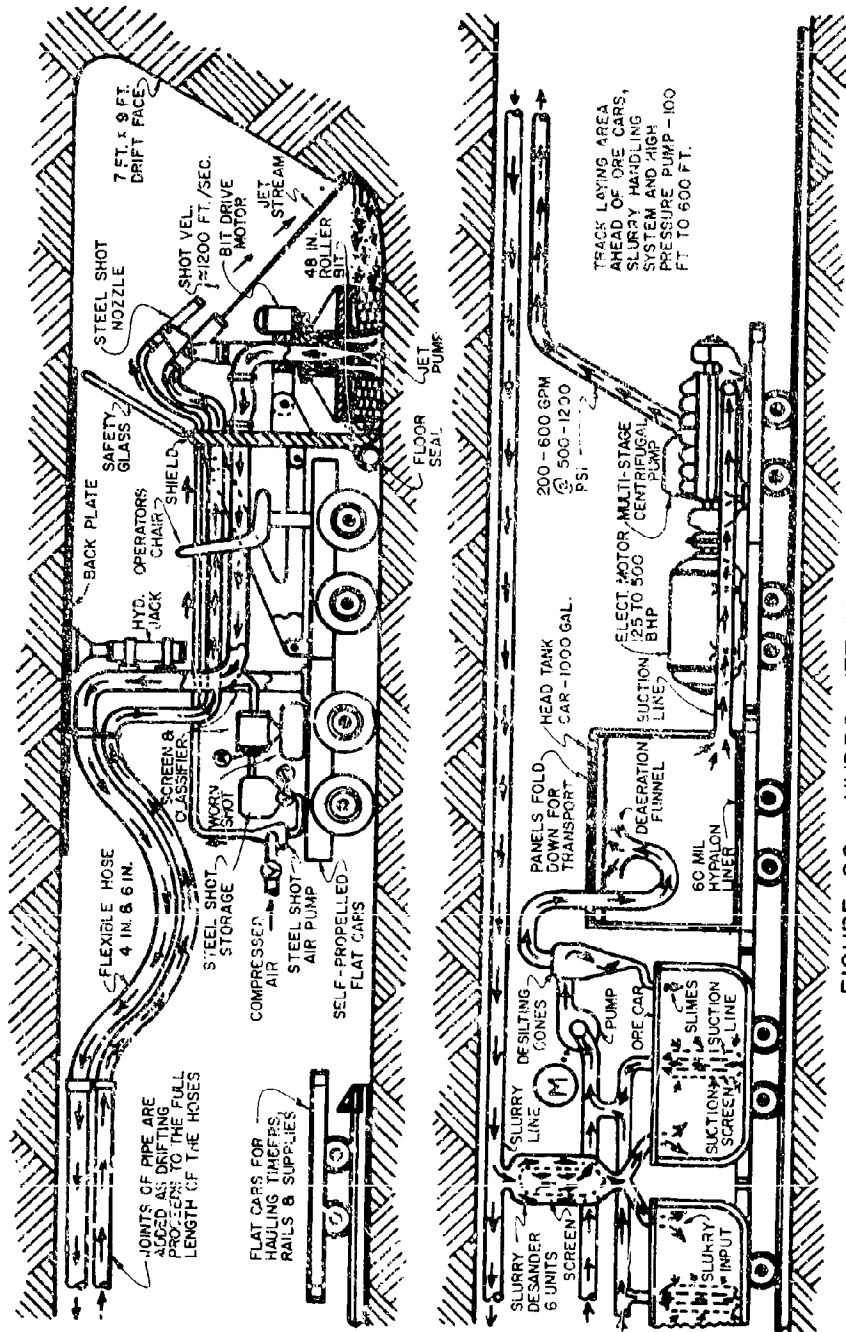 JOINTS OF PIPE ARE
ADDED AS DRIFTING
PROCEEDS TO THE FULL
LENGTH OF THE HOSES
FLEXIBLE HOSE
4 IN. & 6 IN.
BACK PLATE
HYD.
JACK
OPERATORS
CHAIR
SHIELD
SAFETY
GLASS
STEEL SHOT
NOZZLE
SHOT VEL.
≈1200 FT./SEC.
BIT DRIVE
MOTOR
JET
STREAM
7 FT. X 9 FT.
DRIFT FACE
48 IN.
ROLLER
BIT
JET PUMP
FLOOR
SEAL
SCREEN &
CLASSIFIER
WORN
SHOT
STEEL SHOT
STORAGE
COMPRESSED
AIR
STEEL SHOT
AIR PUMP
SELF-PROPELLED
FLAT CARS
FLAT CARS FOR
HAULING TIMBERS,
RAILS & SUPPLIES
TRACK LAYING AREA
AHEAD OF ORE CARS,
SLURRY HANDLING
SYSTEM AND HIGH
PRESSURE PUMP-100
FT TO 600 FT.
200-600 GPM
@ 500-1200
PSI
MULTI-STAGE
CENTRIFUGAL
PUMP
ELECT. MOTOR
125 TO 500
BHP
SUCTION
LINE
HEAD TANK
CAR-1000 GAL.
PANELS FOLD
DOWN FOR
TRANSPORT
DEAERATION
FUNNEL
60 MIL
HYPALON
LINER
DESILTING
CONES
PUMP
M
ORE CAR
SLIMES
SUCTION
LINE
SUCTION
SCREEN
SLURRY
LINE
SLURRY
DESANDER
6 UNITS
SCREEN
SLURRY
INPUT
FIGURE